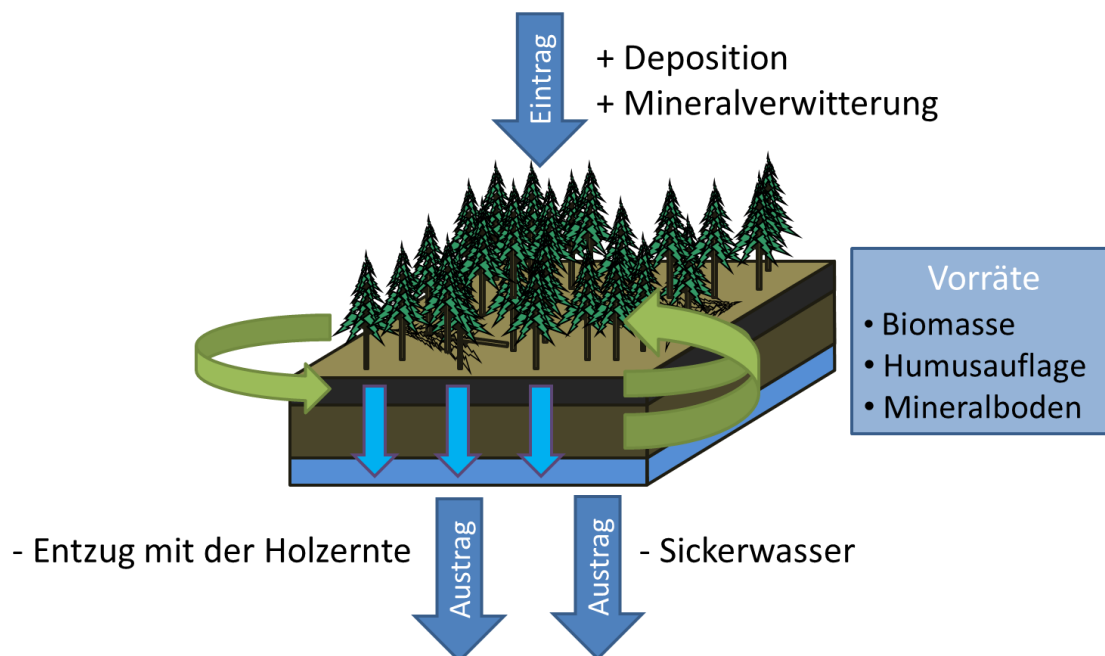 Eintrag
+ Deposition
+ Mineralverwitterung
Vorräte
• Biomasse
• Humusauflage
• Mineralboden
- Entzug mit der Holzernte
Austrag
Austrag
- Sickerwasser